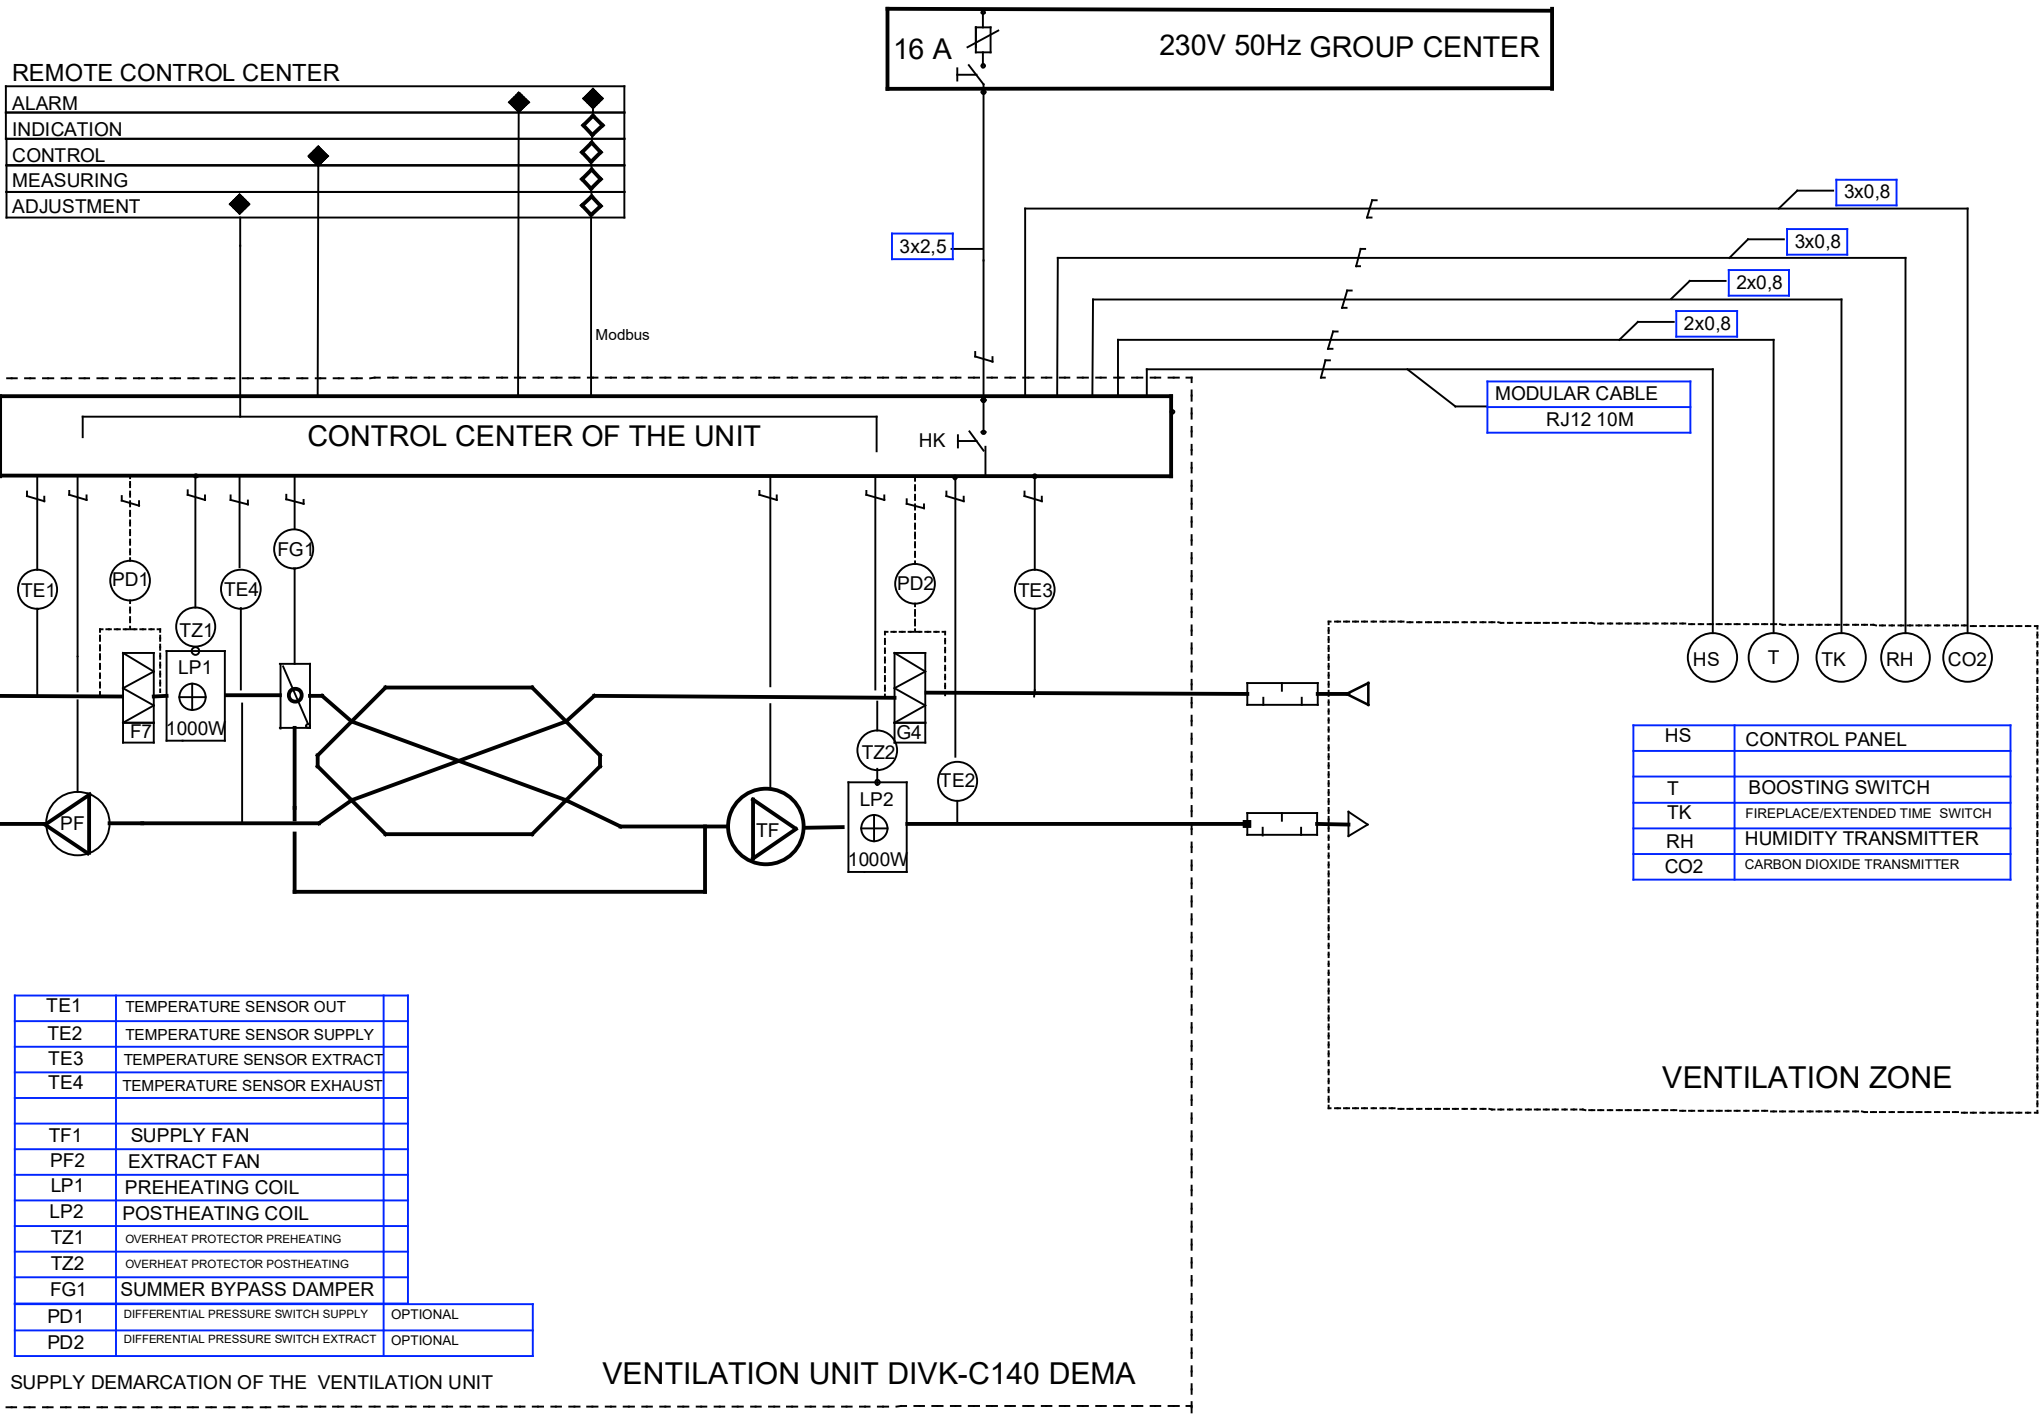 16 A
230V 50Hz GROUP CENTER
REMOTE CONTROL CENTER
ALARM
INDICATION
CONTROL
MEASURING
ADJUSTMENT
3x0,8
3x2,5
3x0,8
2x0,8
2x0,8
Modbus
MODULAR CABLE
RJ12 10M
CONTROL CENTER OF THE UNIT
HK
FG1
TE1
PD1
TE4
PD2
TE3
TZ1
LP1
1000W
F7
G4
TZ2
TE2
LP2
1000W
PF
TF
HS
T
TK
RH
CO2
HS CONTROL PANEL
T BOOSTING SWITCH
TK FIREPLACE/EXTENDED TIME SWITCH
RH HUMIDITY TRANSMITTER
CO2 CARBON DIOXIDE TRANSMITTER
VENTILATION ZONE
TE1 TEMPERATURE SENSOR OUT
TE2 TEMPERATURE SENSOR SUPPLY
TE3 TEMPERATURE SENSOR EXTRACT
TE4 TEMPERATURE SENSOR EXHAUST
TF1 SUPPLY FAN
PF2 EXTRACT FAN
LP1 PREHEATING COIL
LP2 POSTHEATING COIL
TZ1 OVERHEAT PROTECTOR PREHEATING
TZ2 OVERHEAT PROTECTOR POSTHEATING
FG1 SUMMER BYPASS DAMPER
PD1 DIFFERENTIAL PRESSURE SWITCH SUPPLY OPTIONAL
PD2 DIFFERENTIAL PRESSURE SWITCH EXTRACT OPTIONAL
SUPPLY DEMARCATION OF THE VENTILATION UNIT
VENTILATION UNIT DIVK-C140 DEMA